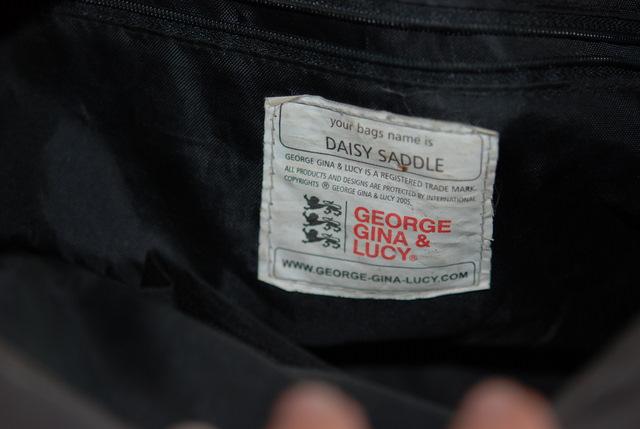 your bags name is
DAISY SADDLE
GEORGE GINA & LUCY IS A REGISTERED TRADE MARK.
ALL PRODUCTS AND DESIGNS ARE PROTECTED BY INTERNATIONAL
COPYRIGHTS ® GEORGE GINA & LUCY 2005.
GEORGE
GINA &
LUCY®
WWW.GEORGE-GINA-LUCY.COM